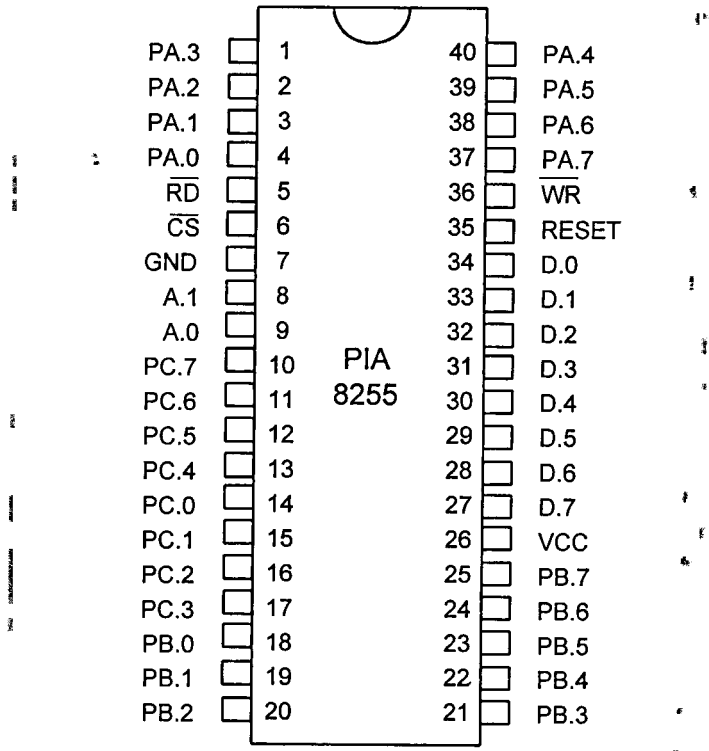 PA.3 1 40 PA.4
PA.2 2 39 PA.5
PA.1 3 38 PA.6
PA.0 4 37 PA.7
R̅D̅ 5 36 W̅R̅
C̅S̅ 6 35 RESET
GND 7 34 D.0
A.1 8 33 D.1
A.0 9 32 D.2
PC.7 10 PIA 31 D.3
PC.6 11 8255 30 D.4
PC.5 12 29 D.5
PC.4 13 28 D.6
PC.0 14 27 D.7
PC.1 15 26 VCC
PC.2 16 25 PB.7
PC.3 17 24 PB.6
PB.0 18 23 PB.5
PB.1 19 22 PB.4
PB.2 20 21 PB.3